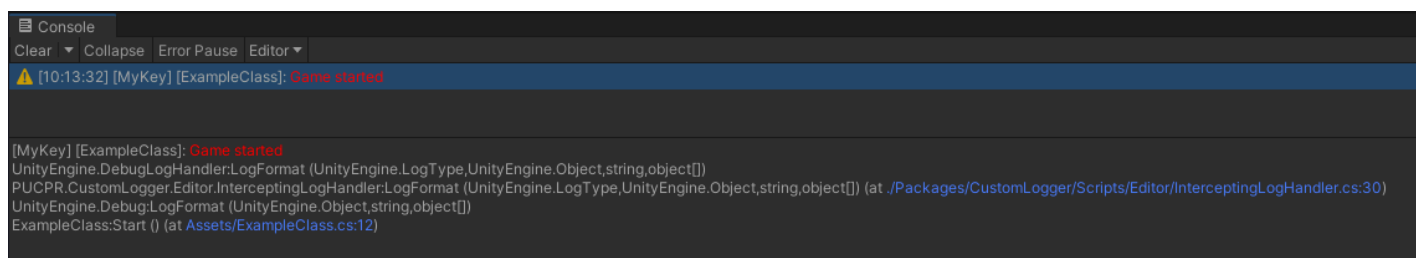 Console
Clear Collapse Error Pause Editor
[10:13:32] [MyKey] [ExampleClass]: Game started
[MyKey] [ExampleClass]: Game started
UnityEngine.DebugLogHandler:LogFormat (UnityEngine.LogType,UnityEngine.Object,string,object[])
PUCPR.CustomLogger.Editor.InterceptingLogHandler:LogFormat (UnityEngine.LogType,UnityEngine.Object,string,object[]) (at ./Packages/CustomLogger/Scripts/Editor/InterceptingLogHandler.cs:30)
UnityEngine.Debug:LogFormat (UnityEngine.Object,string,object[])
ExampleClass:Start () (at Assets/ExampleClass.cs:12)